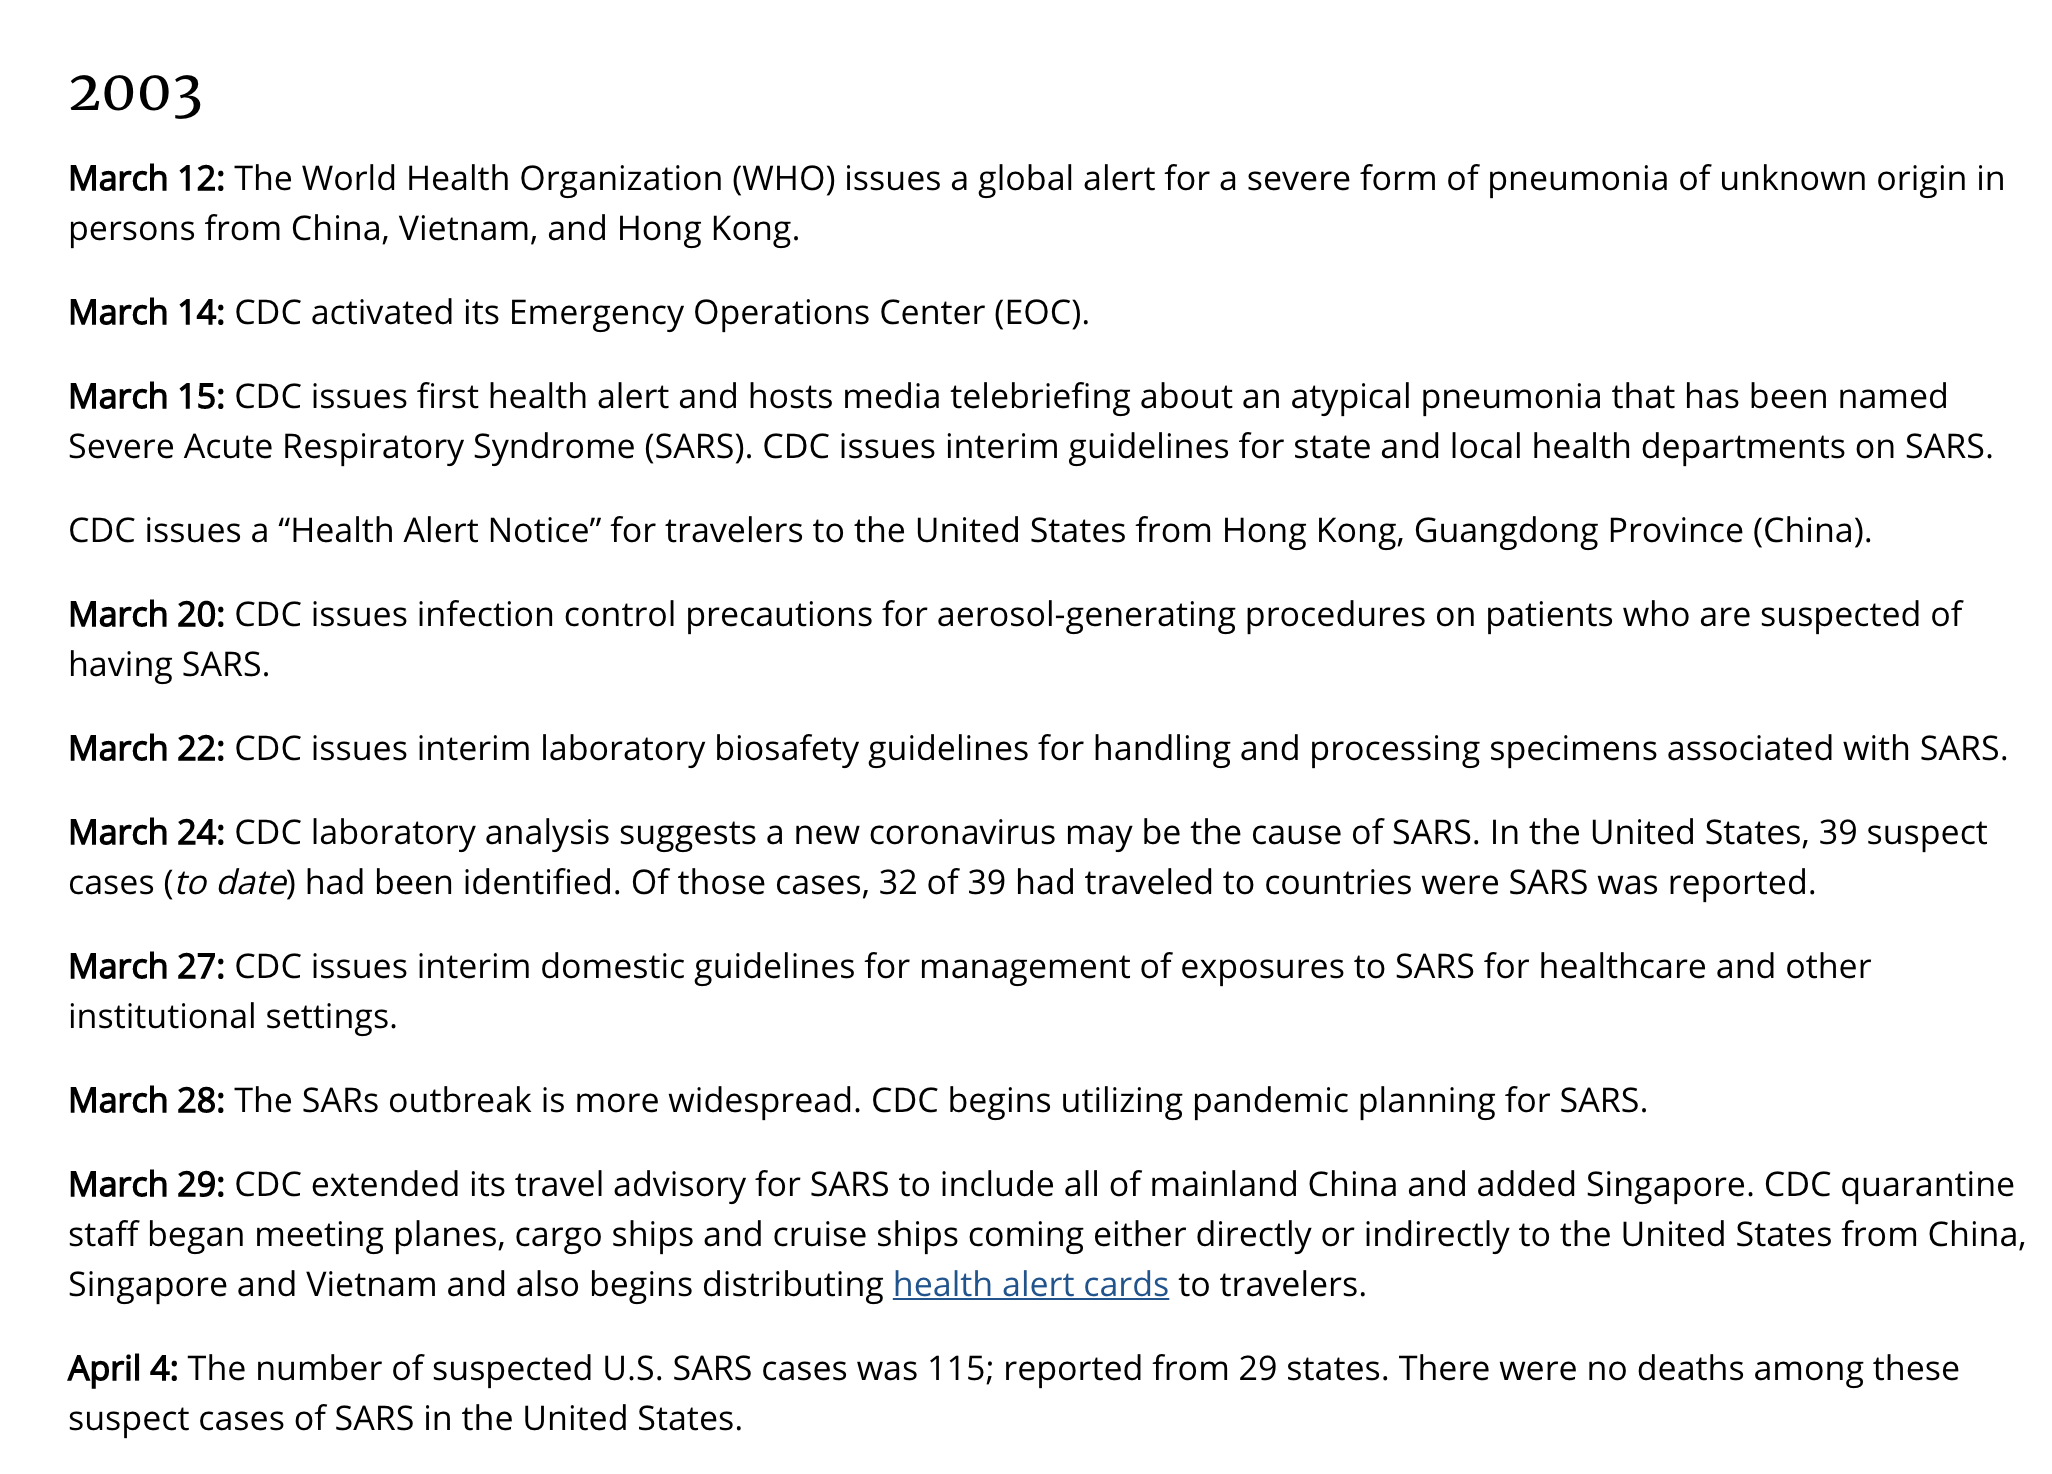 2003
March 12: The World Health Organization (WHO) issues a global alert for a severe form of pneumonia of unknown origin in
persons from China, Vietnam, and Hong Kong.
March 14: CDC activated its Emergency Operations Center (EOC).
March 15: CDC issues first health alert and hosts media telebriefing about an atypical pneumonia that has been named
Severe Acute Respiratory Syndrome (SARS). CDC issues interim guidelines for state and local health departments on SARS.
CDC issues a “Health Alert Notice” for travelers to the United States from Hong Kong, Guangdong Province (China).
March 20: CDC issues infection control precautions for aerosol-generating procedures on patients who are suspected of
having SARS.
March 22: CDC issues interim laboratory biosafety guidelines for handling and processing specimens associated with SARS.
March 24: CDC laboratory analysis suggests a new coronavirus may be the cause of SARS. In the United States, 39 suspect
cases (to date) had been identified. Of those cases, 32 of 39 had traveled to countries were SARS was reported.
March 27: CDC issues interim domestic guidelines for management of exposures to SARS for healthcare and other
institutional settings.
March 28: The SARs outbreak is more widespread. CDC begins utilizing pandemic planning for SARS.
March 29: CDC extended its travel advisory for SARS to include all of mainland China and added Singapore. CDC quarantine
staff began meeting planes, cargo ships and cruise ships coming either directly or indirectly to the United States from China,
Singapore and Vietnam and also begins distributing health alert cards to travelers.
April 4: The number of suspected U.S. SARS cases was 115; reported from 29 states. There were no deaths among these
suspect cases of SARS in the United States.